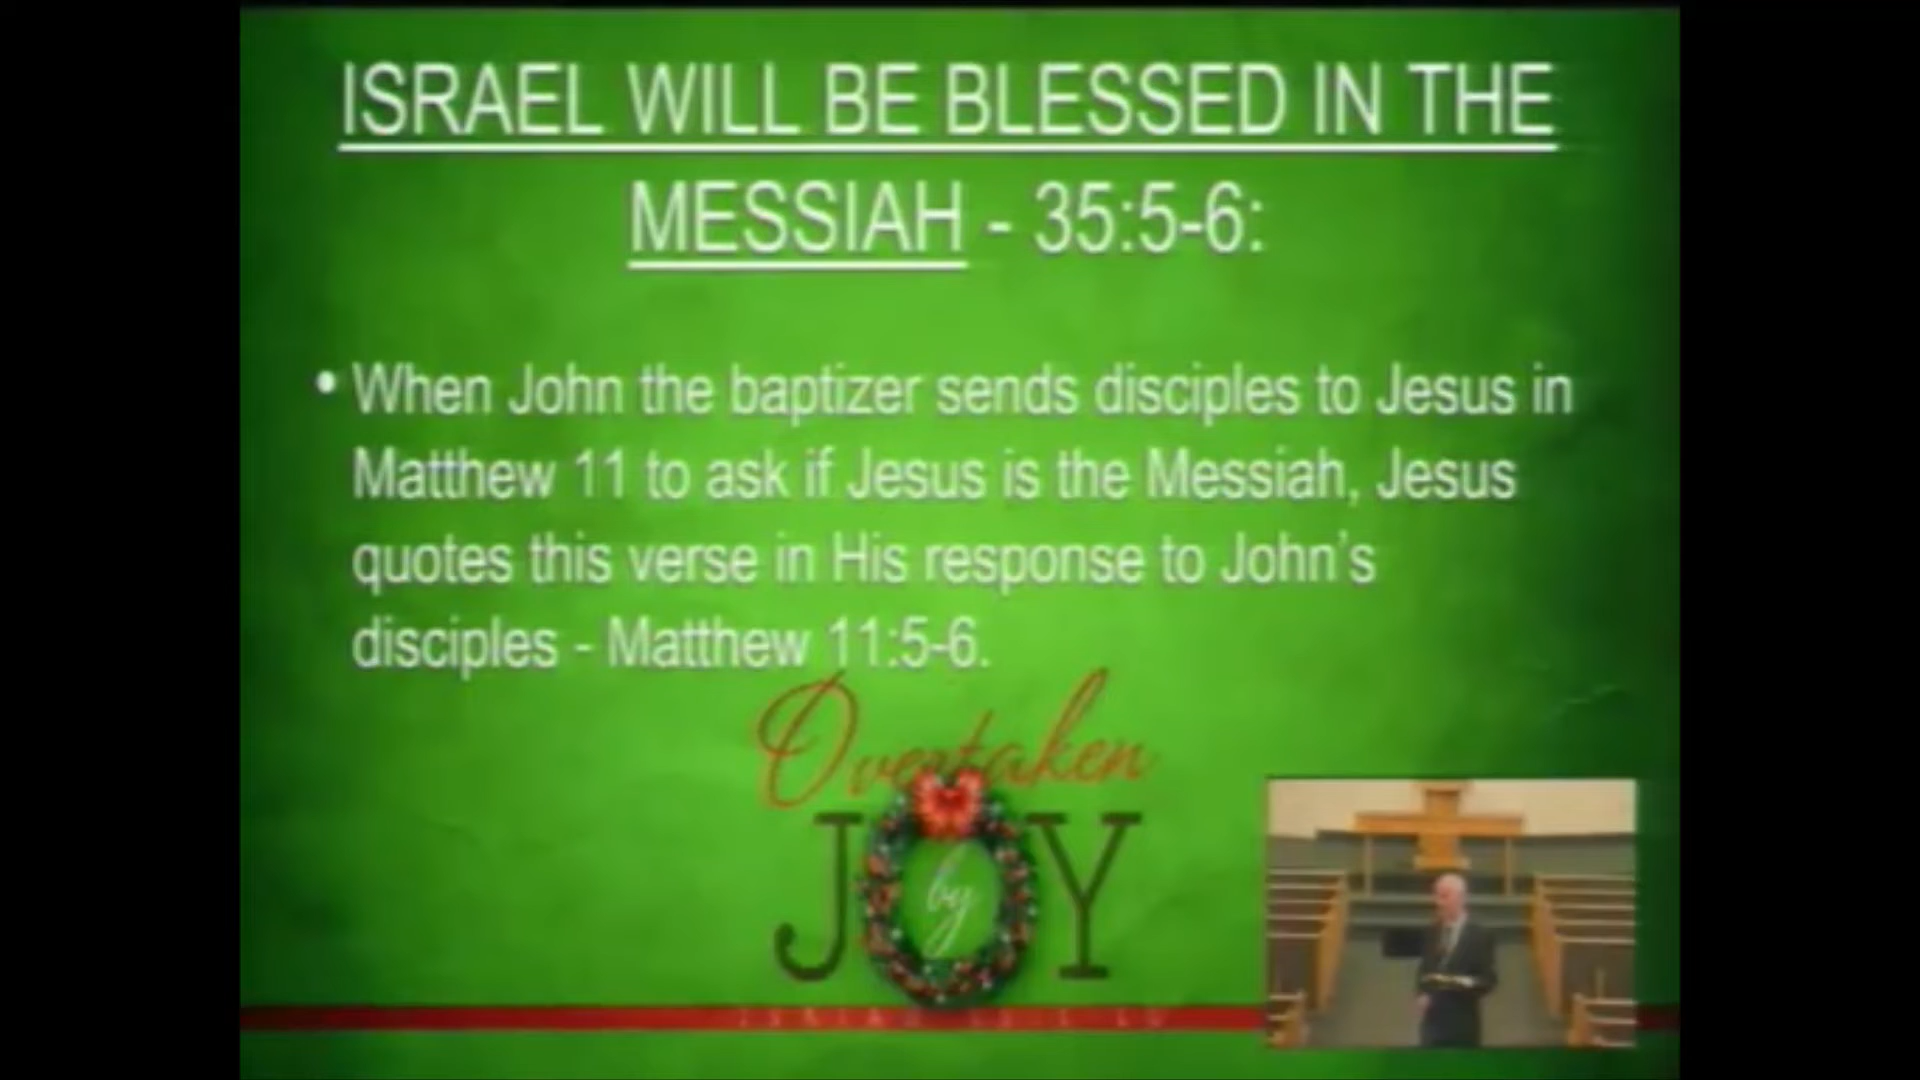 ISRAEL WILL BE BLESSED IN THE
MESSIAH - 35:5-6:
• When John the baptizer sends disciples to Jesus in
Matthew 11 to ask if Jesus is the Messiah, Jesus
quotes this verse in His response to John's
disciples - Matthew 11:5-6.
Overtaken
by
JOY